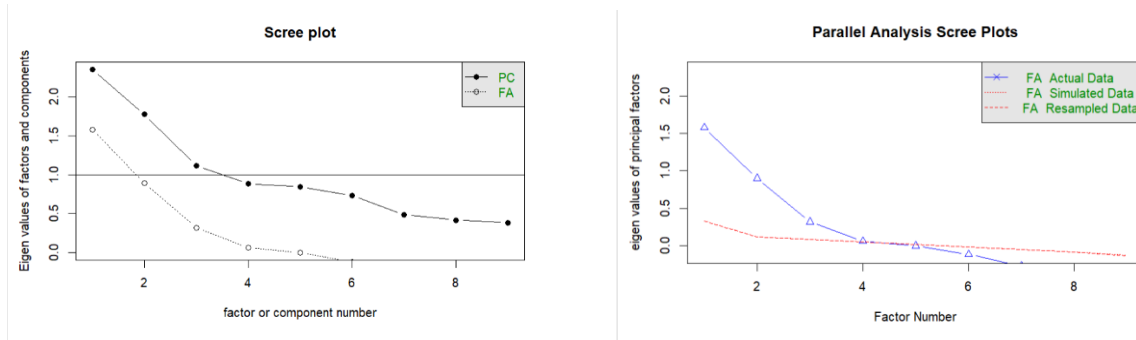 Scree plot
Eigen values of factors and components
2.0
1.5
1.0
0.5
0.0
PC
FA
2
4
6
8
factor or component number
Parallel Analysis Scree Plots
eigen values of principal factors
2.0
1.5
1.0
0.5
0.0
FA Actual Data
FA Simulated Data
FA Resampled Data
2
4
6
8
Factor Number